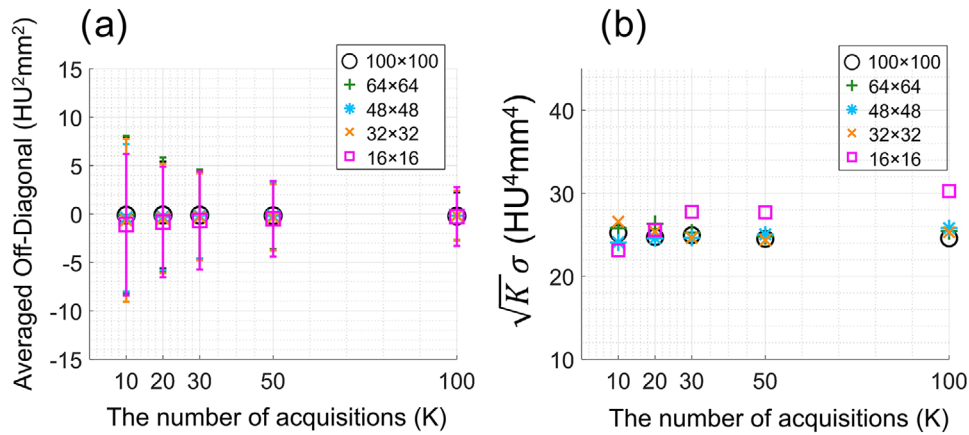 (a)
Averaged Off-Diagonal (HU²mm²)
15
10
5
0
-5
-10
-15
10 20 30 50 100
The number of acquisitions (K)
100×100
64×64
48×48
32×32
16×16
(b)
√K σ (HU⁴mm⁴)
40
30
20
10
10 20 30 50 100
The number of acquisitions (K)
100×100
64×64
48×48
32×32
16×16